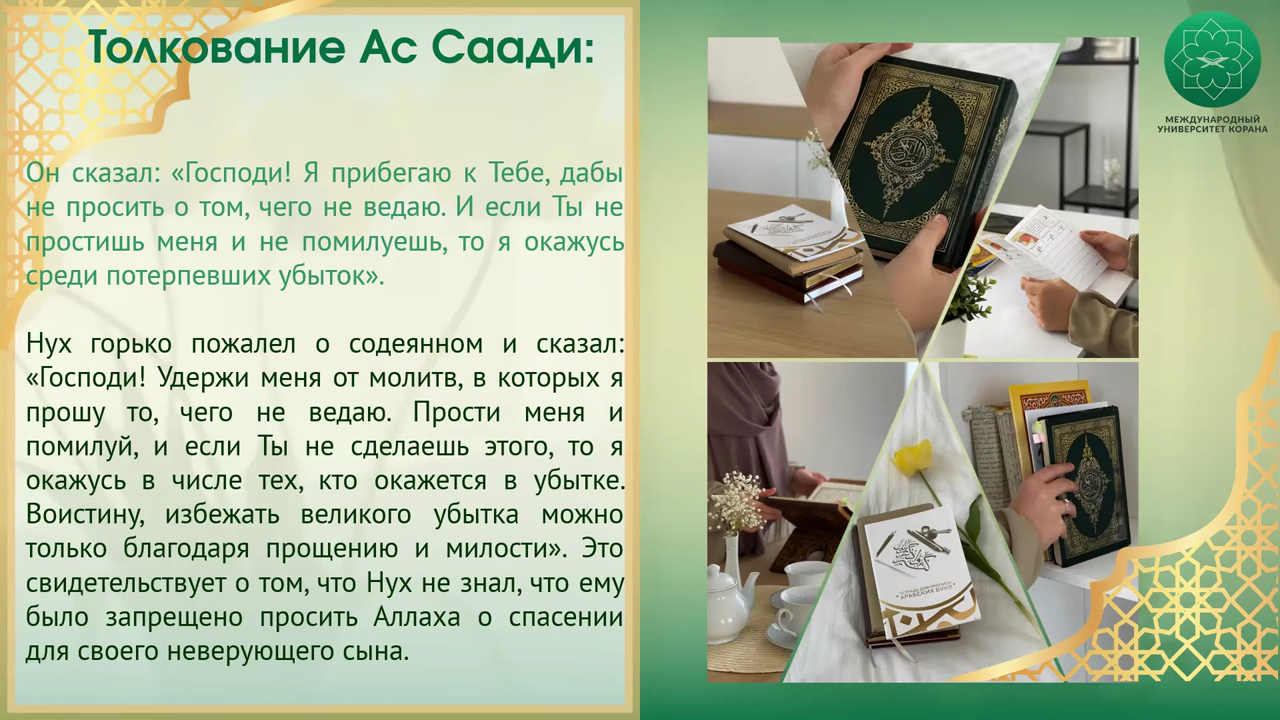 Толкование Ас Саади:
Он сказал: «Господи! Я прибегаю к Тебе, дабы
не просить о том, чего не ведаю. И если Ты не
простишь меня и не помилуешь, то я окажусь
среди потерпевших убыток».
Нух горько пожалел о содеянном и сказал:
«Господи! Удержи меня от молитв, в которых я
прошу то, чего не ведаю. Прости меня и
помилуй, и если Ты не сделаешь этого, то я
окажусь в числе тех, кто окажется в убытке.
Воистину, избежать великого убытка можно
только благодаря прощению и милости». Это
свидетельствует о том, что Нух не знал, что ему
было запрещено просить Аллаха о спасении
для своего неверующего сына.
МЕЖДУНАРОДНЫЙ
УНИВЕРСИТЕТ КОРАНА
АРАБСКИХ БУКВ